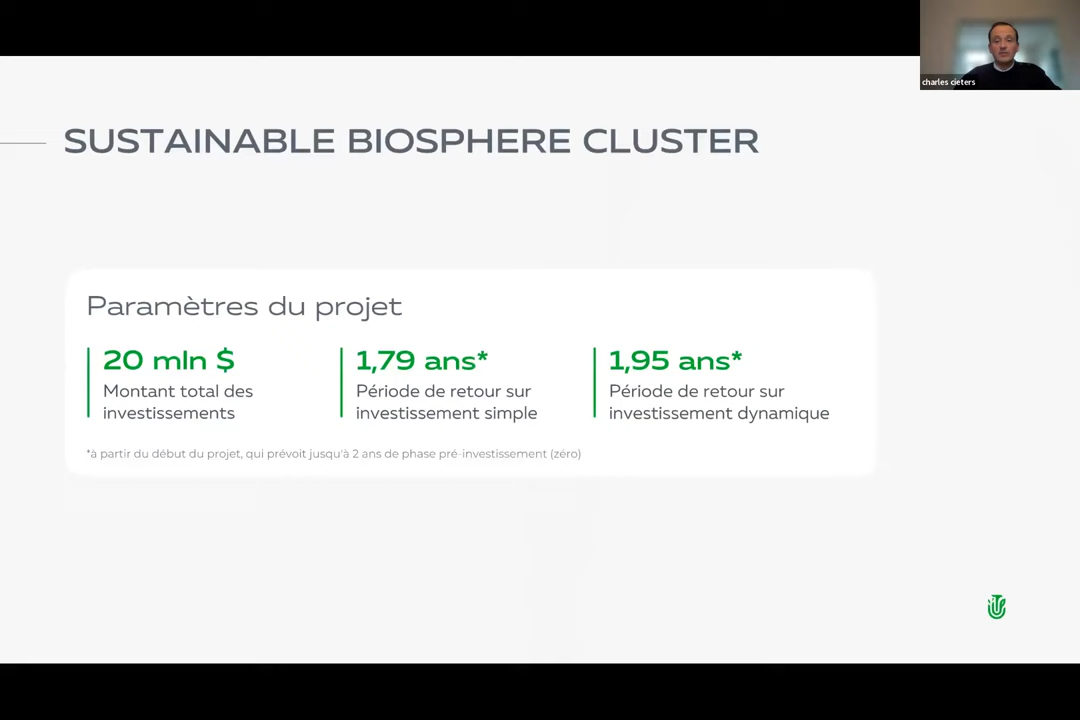 charles cieters
SUSTAINABLE BIOSPHERE CLUSTER
Paramètres du projet
20 mln $
Montant total des
investissements
1,79 ans*
Période de retour sur
investissement simple
1,95 ans*
Période de retour sur
investissement dynamique
*à partir du début du projet, qui prévoit jusqu'à 2 ans de phase pré-investissement (zéro)